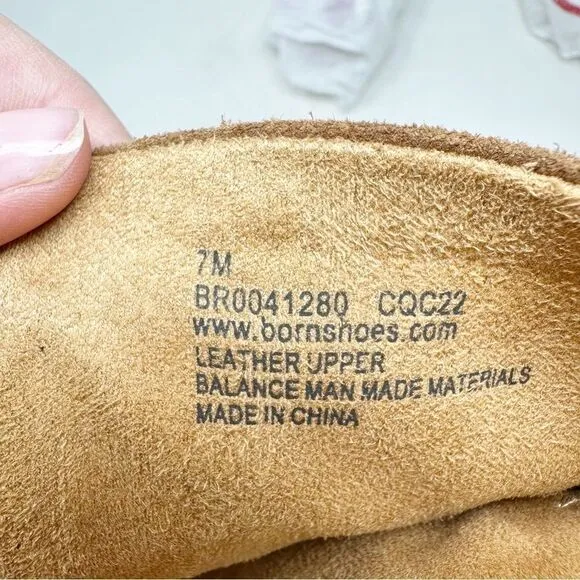 7M
BR0041280 CQC22
www.bornshoes.com
LEATHER UPPER
BALANCE MAN MADE MATERIALS
MADE IN CHINA